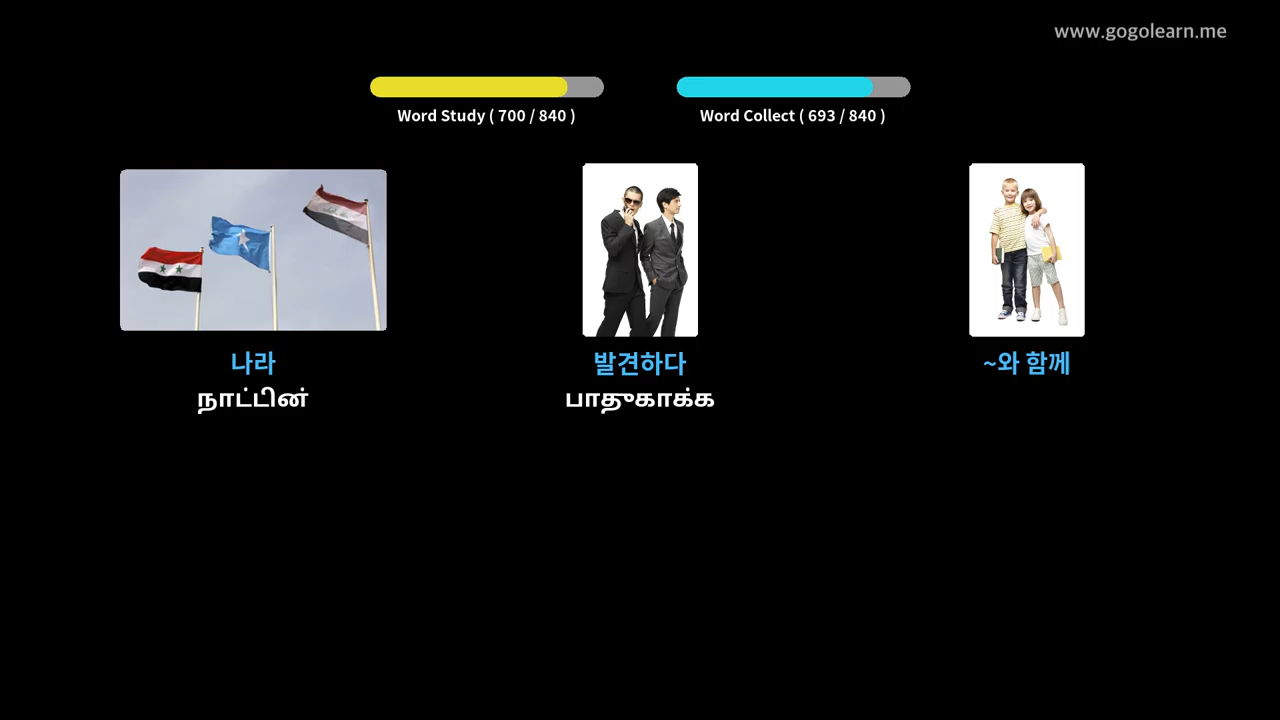 www.gogolearn.me
Word Study ( 700 / 840 )
Word Collect ( 693 / 840 )
나라
발견하다
~와 함께
நாட்டின்
பாதுகாக்க